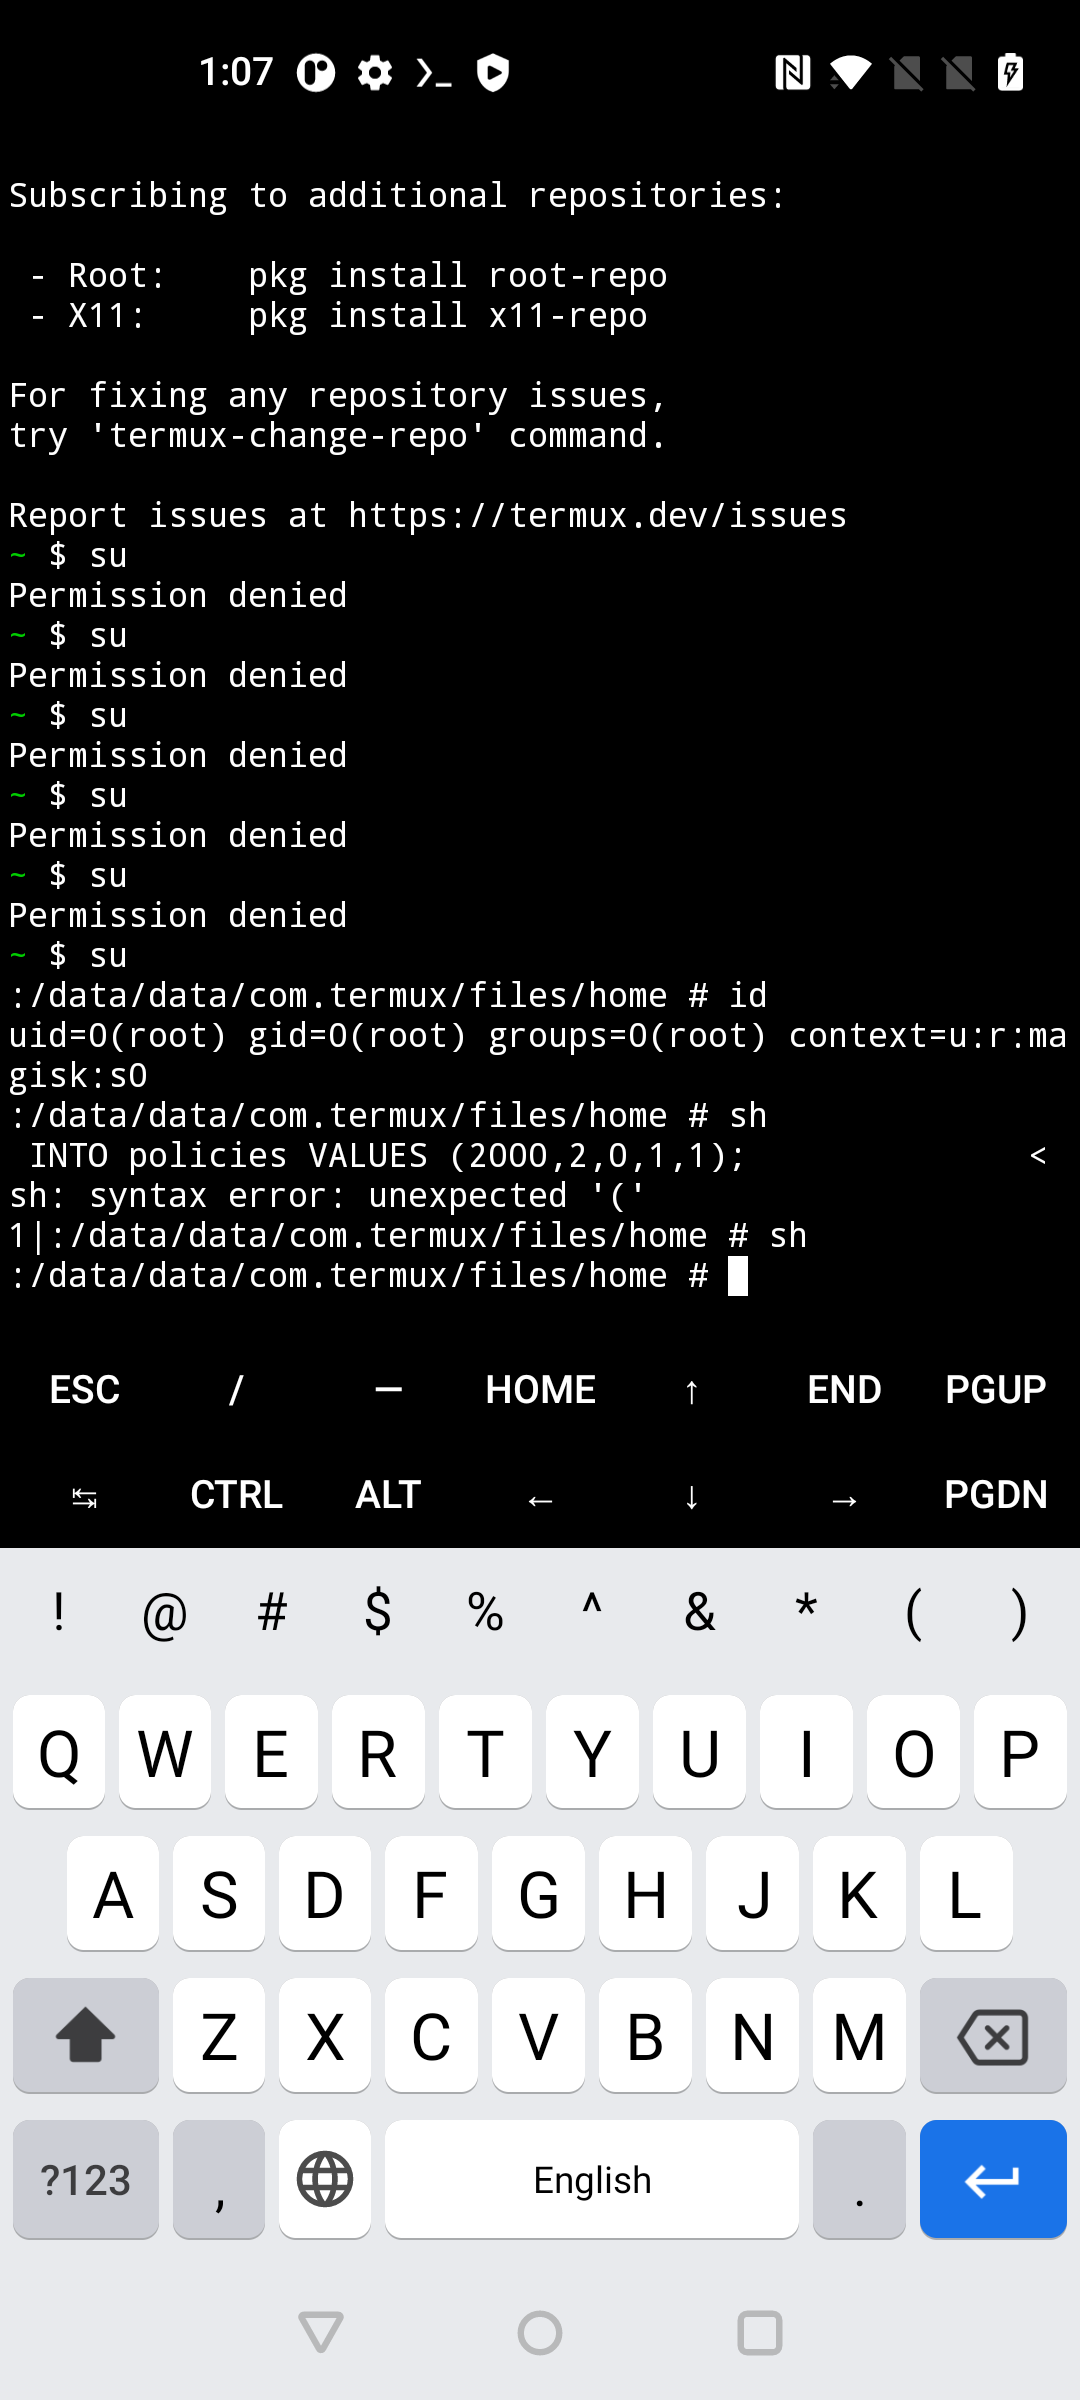 1:07
Subscribing to additional repositories:
- Root:    pkg install root-repo
- X11:     pkg install x11-repo
For fixing any repository issues,
try 'termux-change-repo' command.
Report issues at https://termux.dev/issues
~ $ su
Permission denied
~ $ su
Permission denied
~ $ su
Permission denied
~ $ su
Permission denied
~ $ su
Permission denied
~ $ su
:/data/data/com.termux/files/home # id
uid=0(root) gid=0(root) groups=0(root) context=u:r:ma
gisk:s0
:/data/data/com.termux/files/home # sh
 INTO policies VALUES (2000,2,0,1,1);              <
sh: syntax error: unexpected '('
1|:/data/data/com.termux/files/home # sh
:/data/data/com.termux/files/home #
ESC / — HOME ↑ END PGUP
↹ CTRL ALT ← ↓ → PGDN
! @ # $ % ^ & * ( )
Q W E R T Y U I O P
A S D F G H J K L
Z X C V B N M
?123 , English .